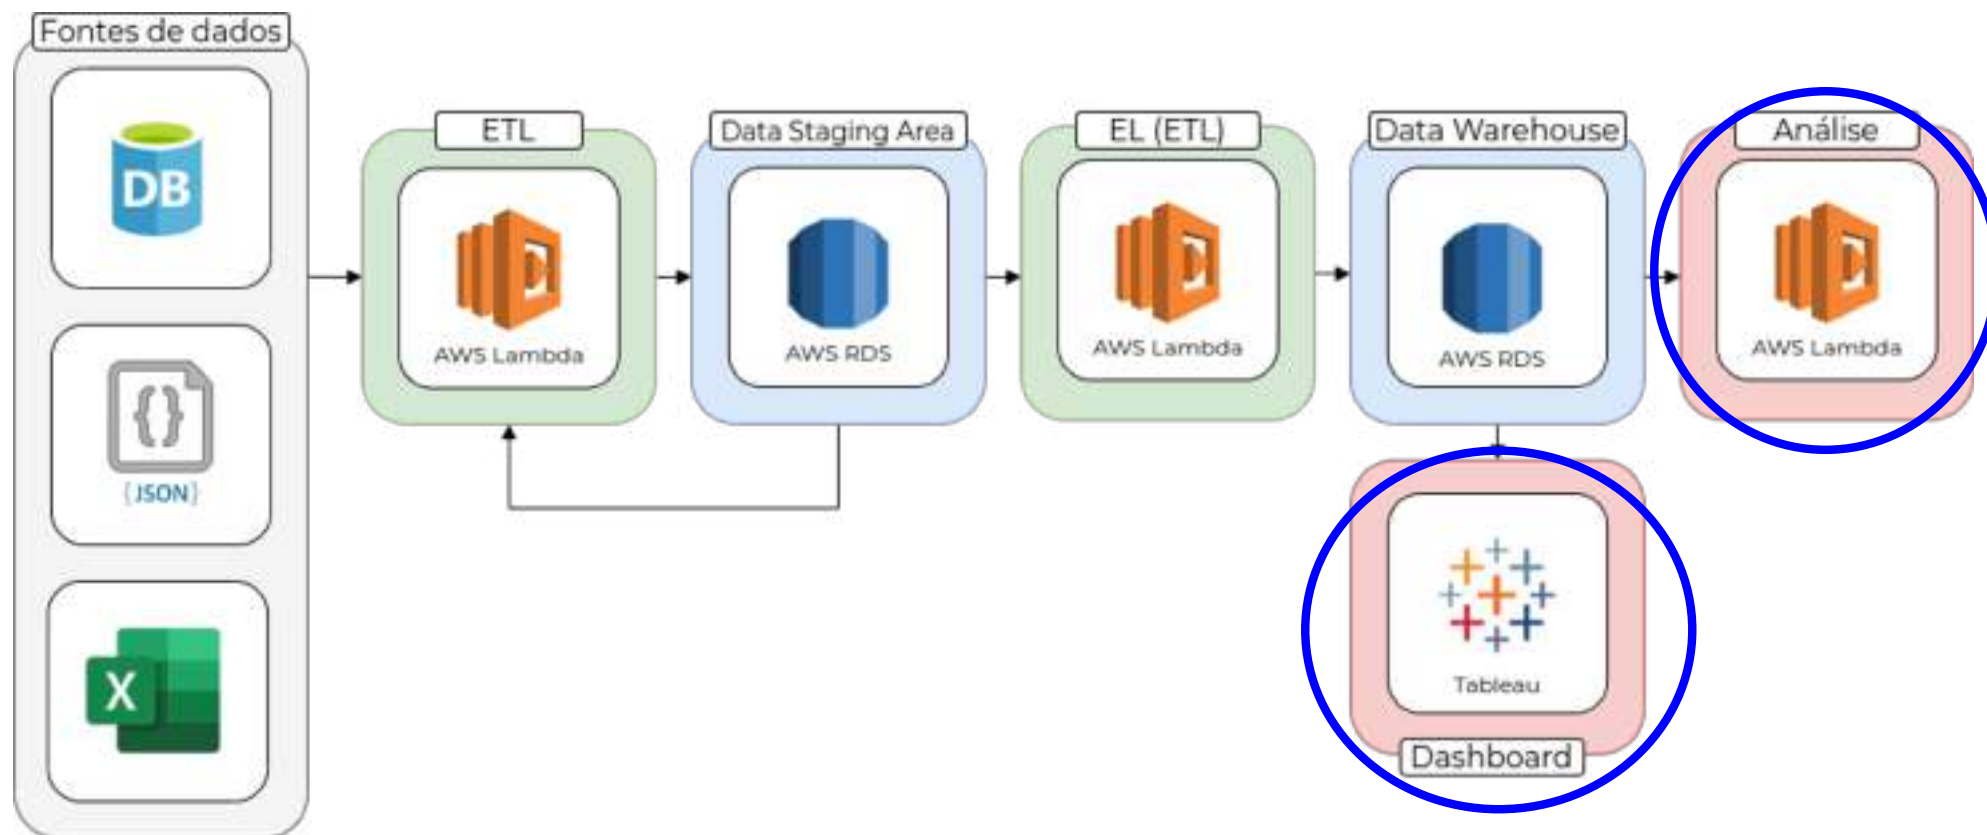 Fontes de dados
DB
{}
{JSON}
X
ETL
AWS Lambda
Data Staging Area
AWS RDS
EL (ETL)
AWS Lambda
Data Warehouse
AWS RDS
Análise
AWS Lambda
Tableau
Dashboard